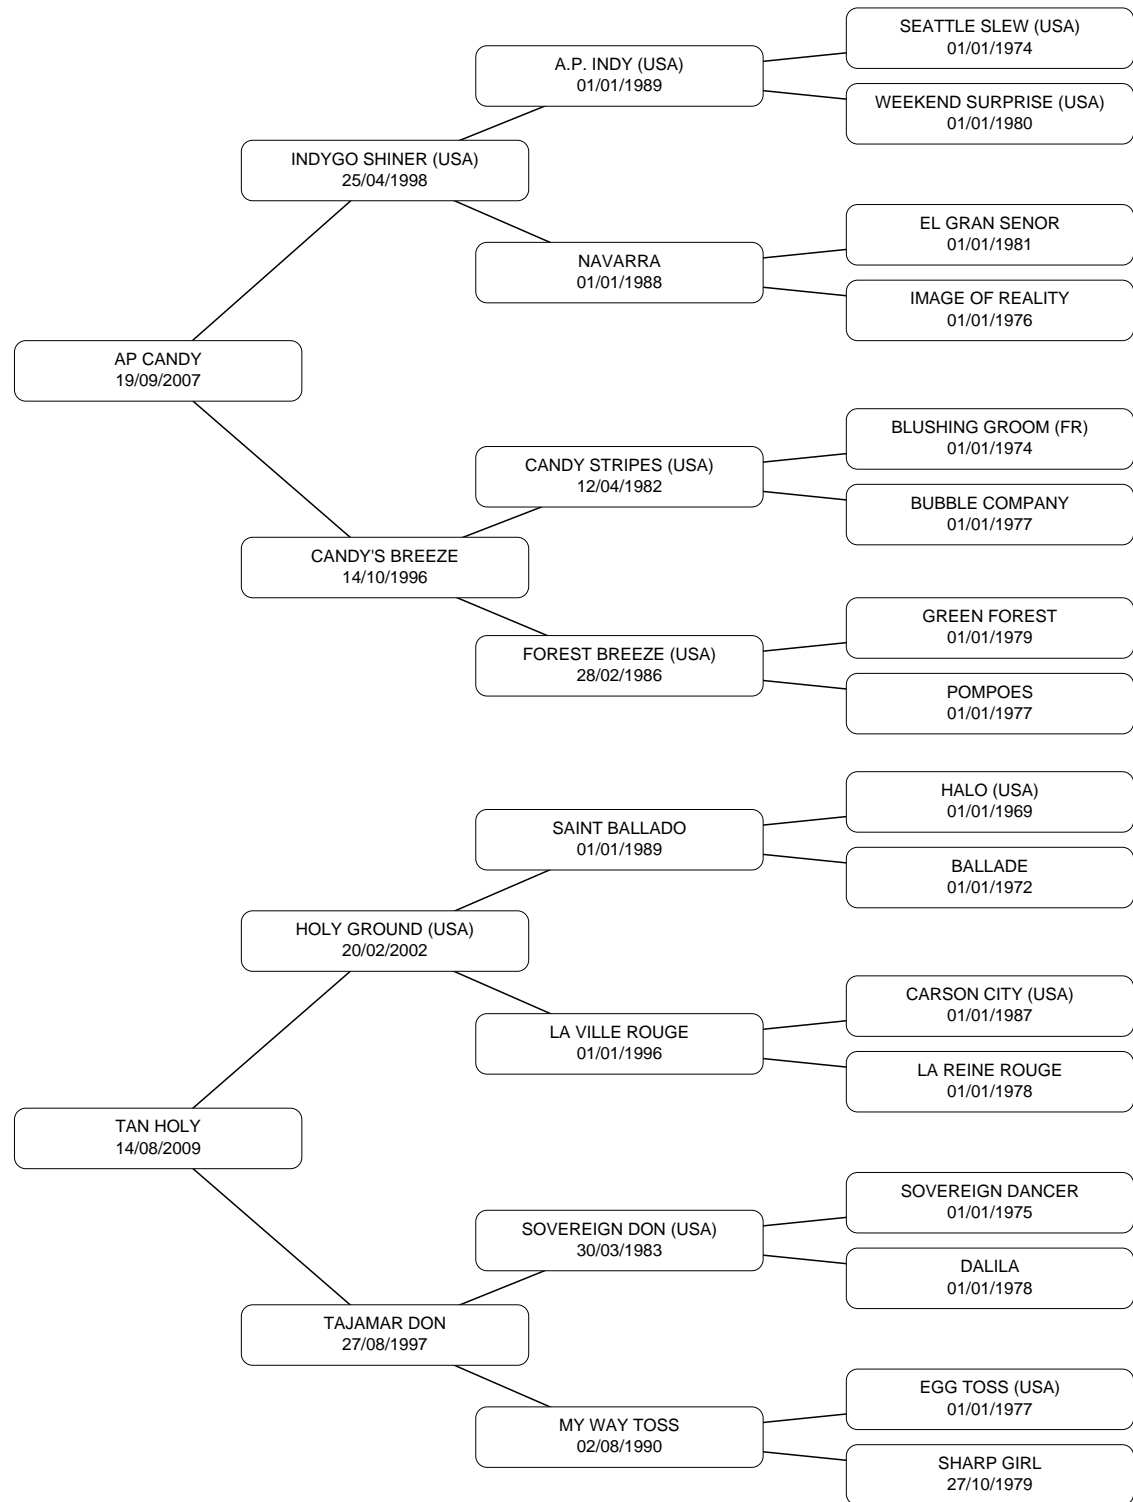 SEATTLE SLEW (USA)
01/01/1974
A.P. INDY (USA)
01/01/1989
WEEKEND SURPRISE (USA)
01/01/1980
INDYGO SHINER (USA)
25/04/1998
EL GRAN SENOR
01/01/1981
NAVARRA
01/01/1988
IMAGE OF REALITY
01/01/1976
AP CANDY
19/09/2007
BLUSHING GROOM (FR)
01/01/1974
CANDY STRIPES (USA)
12/04/1982
BUBBLE COMPANY
01/01/1977
CANDY'S BREEZE
14/10/1996
GREEN FOREST
01/01/1979
FOREST BREEZE (USA)
28/02/1986
POMPOES
01/01/1977
HALO (USA)
01/01/1969
SAINT BALLADO
01/01/1989
BALLADE
01/01/1972
HOLY GROUND (USA)
20/02/2002
CARSON CITY (USA)
01/01/1987
LA VILLE ROUGE
01/01/1996
LA REINE ROUGE
01/01/1978
TAN HOLY
14/08/2009
SOVEREIGN DANCER
01/01/1975
SOVEREIGN DON (USA)
30/03/1983
DALILA
01/01/1978
TAJAMAR DON
27/08/1997
EGG TOSS (USA)
01/01/1977
MY WAY TOSS
02/08/1990
SHARP GIRL
27/10/1979